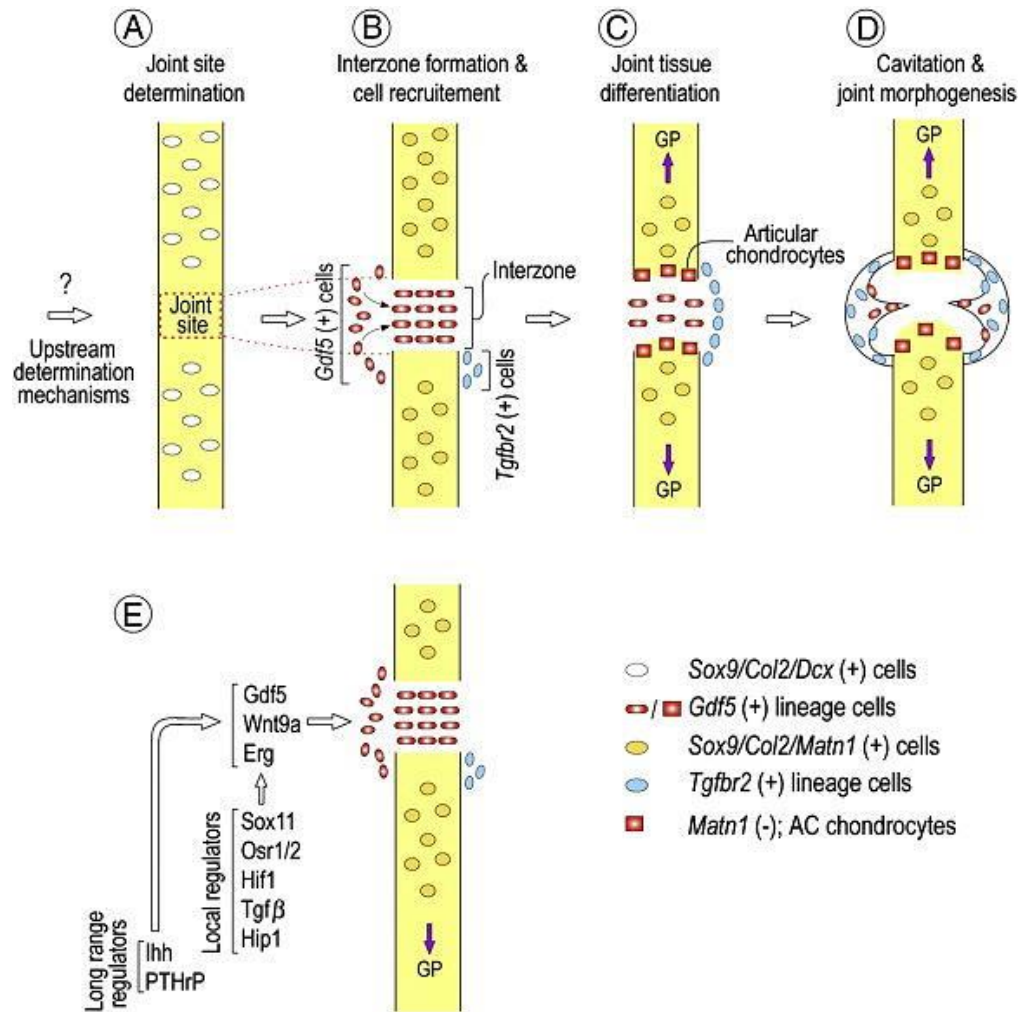 A
Joint site
determination
B
Interzone formation &
cell recruitement
C
Joint tissue
differentiation
D
Cavitation &
joint morphogenesis
?
Upstream
determination
mechanisms
Joint
site
Gdf5 (+) cells
Interzone
Tgfbr2 (+) cells
GP
GP
Articular
chondrocytes
GP
GP
E
Gdf5
Wnt9a
Erg
Local regulators
Sox11
Osr1/2
Hif1
Tgfβ
Hip1
Long range
regulators
Ihh
PTHrP
GP
Sox9/Col2/Dcx (+) cells
/ Gdf5 (+) lineage cells
Sox9/Col2/Matn1 (+) cells
Tgfbr2 (+) lineage cells
Matn1 (-); AC chondrocytes